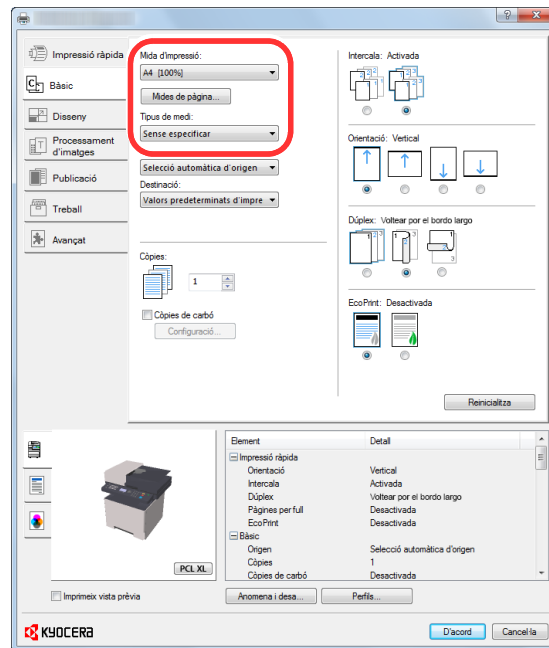 Impressió ràpida
Bàsic
Disseny
Processament
d'imatges
Publicació
Treball
Avançat
Mida d'impressió:
A4 [100%]
Mides de pàgina...
Tipus de medi:
Sense especificar
Selecció automàtica d'origen
Destinació:
Valors predeterminats d'impre
Còpies:
1
Còpies de carbó
Configuració...
Intercala: Activada
Orientació: Vertical
Dúplex: Voltear por el bordo largo
EcoPrint: Desactivada
Reinicialitza
PCL XL
Element Detall
Impressió ràpida
Orientació Vertical
Intercala Activada
Dúplex Voltear por el bordo largo
Pàgines per full Desactivada
EcoPrint Desactivada
Bàsic
Origen Selecció automàtica d'origen
Còpies 1
Còpies de carbó Desactivada
Imprimeix vista prèvia
Anomena i desa... Perfils...
KYOCERA
D'acord Cancel·la